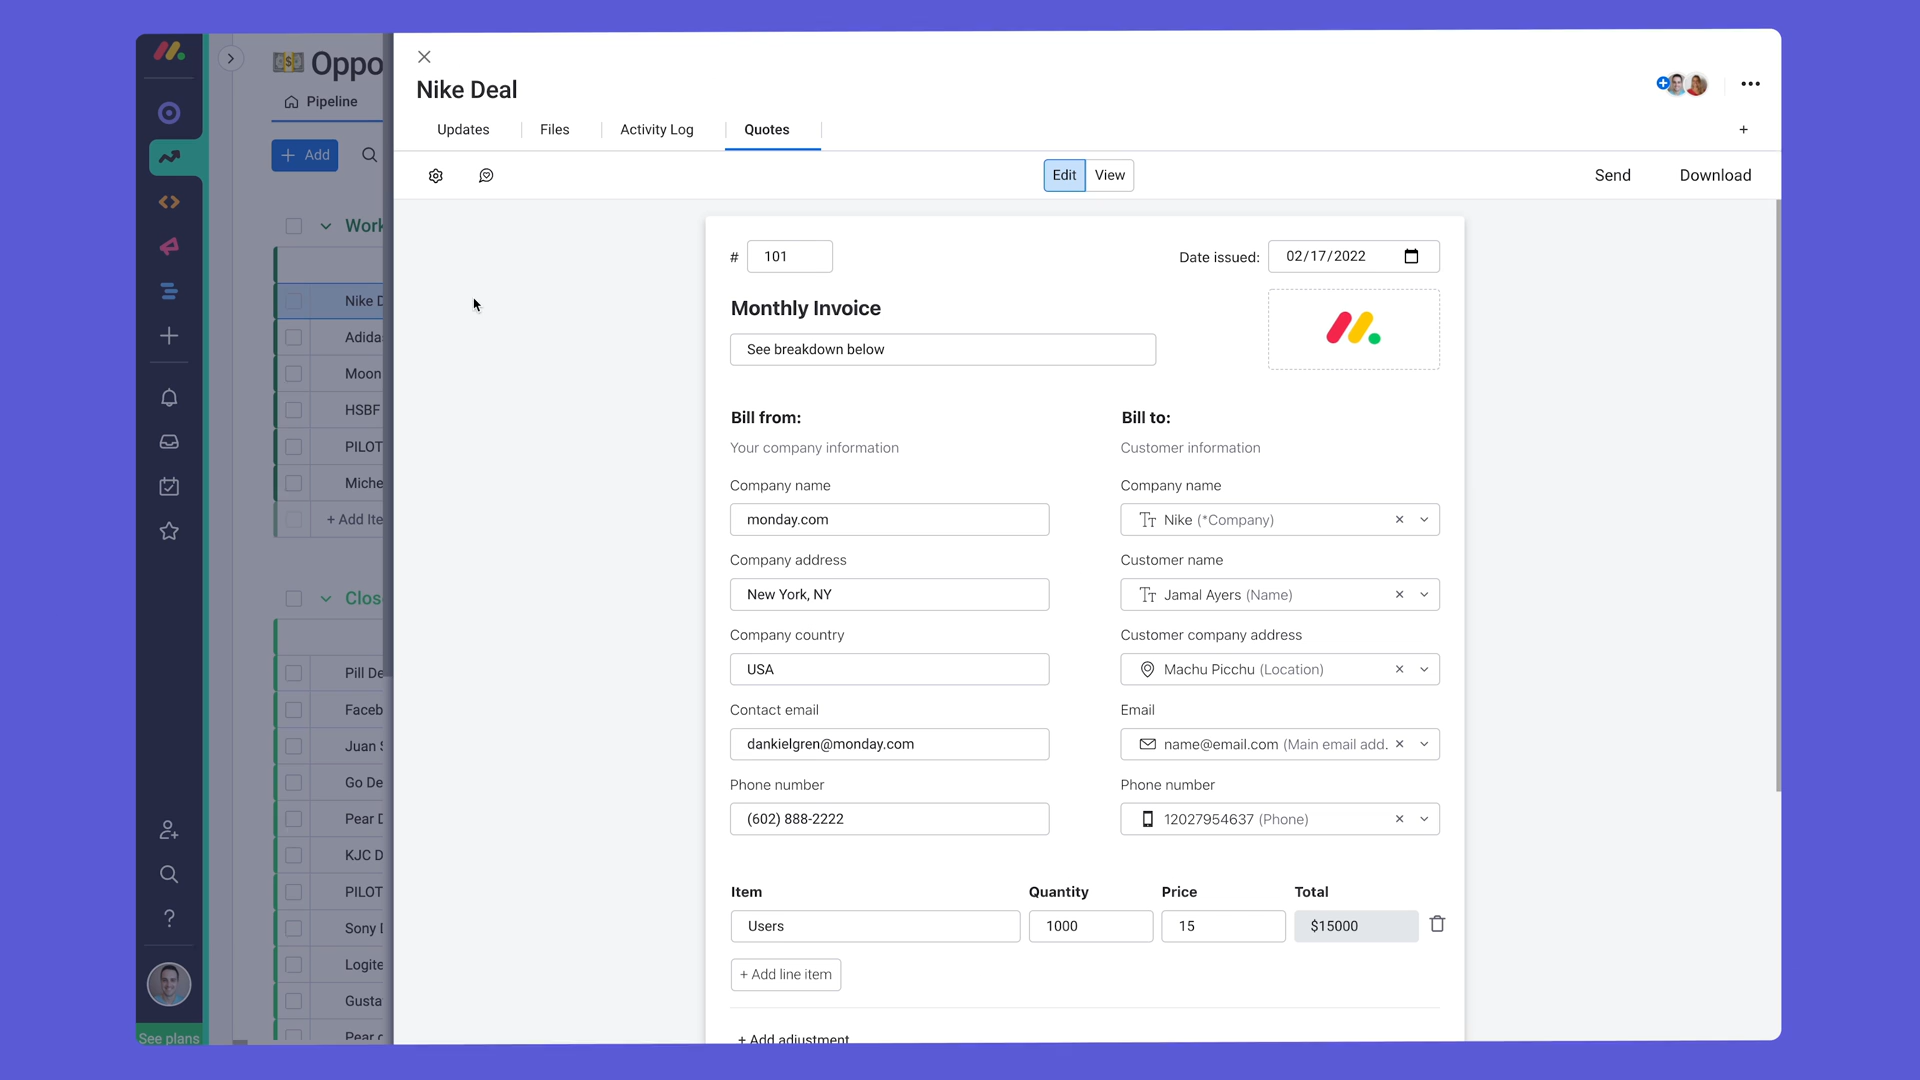 Oppo
Pipeline
+ Add
Work
Nike D
Adida
Moon
HSBF
PILOT
Miche
+ Add Ite
Clos
Pill De
Faceb
Juan S
Go De
Pear D
KJC D
PILOT
Sony D
Logite
Gusta
Pear
See plans
Nike Deal
Updates
Files
Activity Log
Quotes
+
Edit
View
Send
Download
# 101
Date issued: 02/17/2022
Monthly Invoice
See breakdown below
Bill from:
Your company information
Company name
monday.com
Company address
New York, NY
Company country
USA
Contact email
dankielgren@monday.com
Phone number
(602) 888-2222
Bill to:
Customer information
Company name
Nike (*Company)
Customer name
Jamal Ayers (Name)
Customer company address
Machu Picchu (Location)
Email
name@email.com (Main email add.
Phone number
12027954637 (Phone)
Item Quantity Price Total
Users 1000 15 $15000
+ Add line item
+ Add adjustment